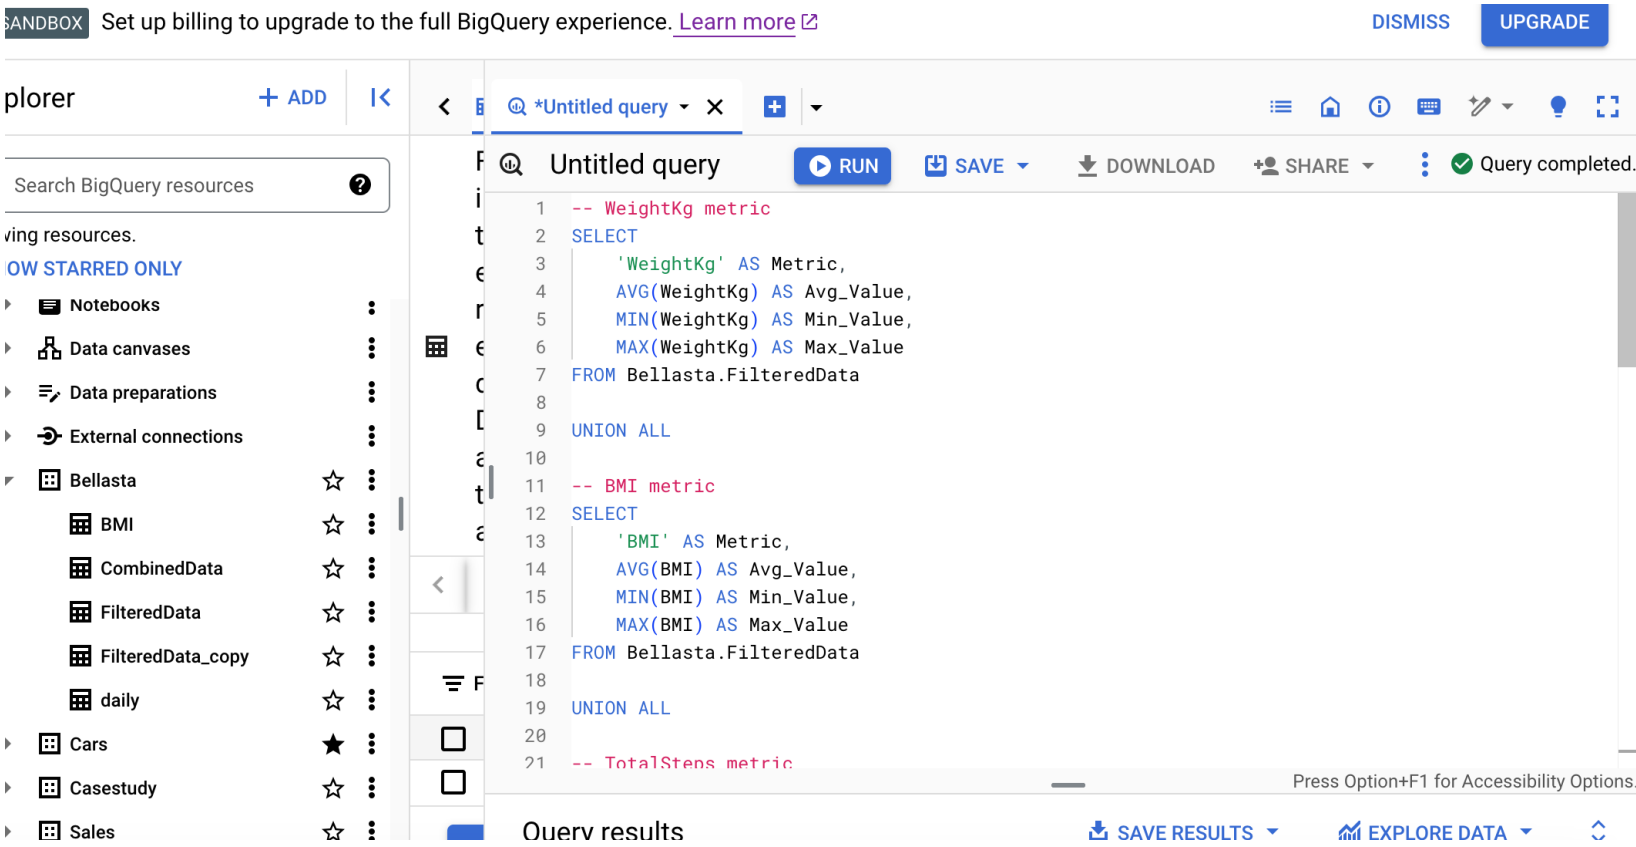 SANDBOX Set up billing to upgrade to the full BigQuery experience. Learn more DISMISS UPGRADE
plorer + ADD
*Untitled query
Search BigQuery resources
wing resources.
OW STARRED ONLY
Notebooks
Data canvases
Data preparations
External connections
Bellasta
BMI
CombinedData
FilteredData
FilteredData_copy
daily
Cars
Casestudy
Sales
Untitled query RUN SAVE DOWNLOAD SHARE Query completed.
1 -- WeightKg metric
2 SELECT
3 'WeightKg' AS Metric,
4 AVG(WeightKg) AS Avg_Value,
5 MIN(WeightKg) AS Min_Value,
6 MAX(WeightKg) AS Max_Value
7 FROM Bellasta.FilteredData
8
9 UNION ALL
10
11 -- BMI metric
12 SELECT
13 'BMI' AS Metric,
14 AVG(BMI) AS Avg_Value,
15 MIN(BMI) AS Min_Value,
16 MAX(BMI) AS Max_Value
17 FROM Bellasta.FilteredData
18
19 UNION ALL
20
21 -- TotalSteps metric
Press Option+F1 for Accessibility Options.
Query results SAVE RESULTS EXPLORE DATA